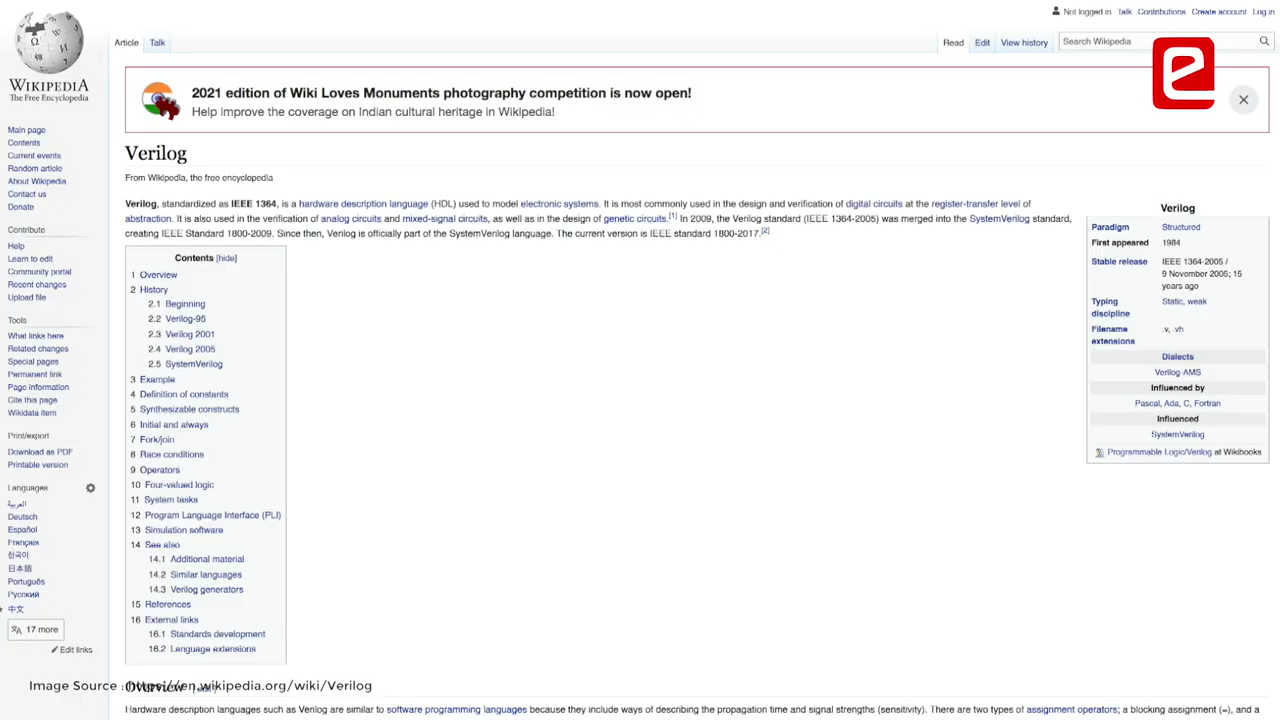 Not logged in Talk Contributions Create account Log in
Article Talk
Read Edit View history
Search Wikipedia
WIKIPEDIA
The Free Encyclopedia
Main page
Contents
Current events
Random article
About Wikipedia
Contact us
Donate
Contribute
Help
Learn to edit
Community portal
Recent changes
Upload file
Tools
What links here
Related changes
Special pages
Permanent link
Page information
Cite this page
Wikidata item
Print/export
Download as PDF
Printable version
Languages
العربية
Deutsch
Español
Français
한국어
日本語
Português
Русский
中文
17 more
Edit links
2021 edition of Wiki Loves Monuments photography competition is now open!
Help improve the coverage on Indian cultural heritage in Wikipedia!
Verilog
From Wikipedia, the free encyclopedia
Verilog, standardized as IEEE 1364, is a hardware description language (HDL) used to model electronic systems. It is most commonly used in the design and verification of digital circuits at the register-transfer level of
abstraction. It is also used in the verification of analog circuits and mixed-signal circuits, as well as in the design of genetic circuits.[1] In 2009, the Verilog standard (IEEE 1364-2005) was merged into the SystemVerilog standard,
creating IEEE Standard 1800-2009. Since then, Verilog is officially part of the SystemVerilog language. The current version is IEEE standard 1800-2017.[2]
Contents [hide]
1 Overview
2 History
2.1 Beginning
2.2 Verilog-95
2.3 Verilog 2001
2.4 Verilog 2005
2.5 SystemVerilog
3 Example
4 Definition of constants
5 Synthesizable constructs
6 Initial and always
7 Fork/join
8 Race conditions
9 Operators
10 Four-valued logic
11 System tasks
12 Program Language Interface (PLI)
13 Simulation software
14 See also
14.1 Additional material
14.2 Similar languages
14.3 Verilog generators
15 References
16 External links
16.1 Standards development
16.2 Language extensions
Verilog
Paradigm Structured
First appeared 1984
Stable release IEEE 1364-2005 /
9 November 2005; 15
years ago
Typing Static, weak
discipline
Filename .v, .vh
extensions
Dialects
Verilog-AMS
Influenced by
Pascal, Ada, C, Fortran
Influenced
SystemVerilog
Programmable Logic/Verilog at Wikibooks
Overview
Image Source : https://en.wikipedia.org/wiki/Verilog
Hardware description languages such as Verilog are similar to software programming languages because they include ways of describing the propagation time and signal strengths (sensitivity). There are two types of assignment operators; a blocking assignment (=), and a